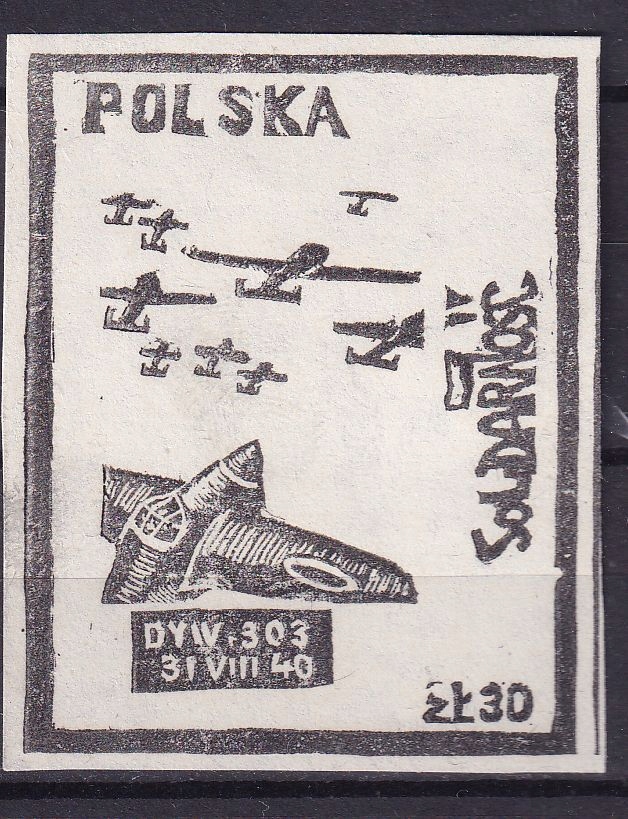 POLSKA
SOLIDARNOŚĆ
DYW. 303
31 VIII 40
ZŁ 30